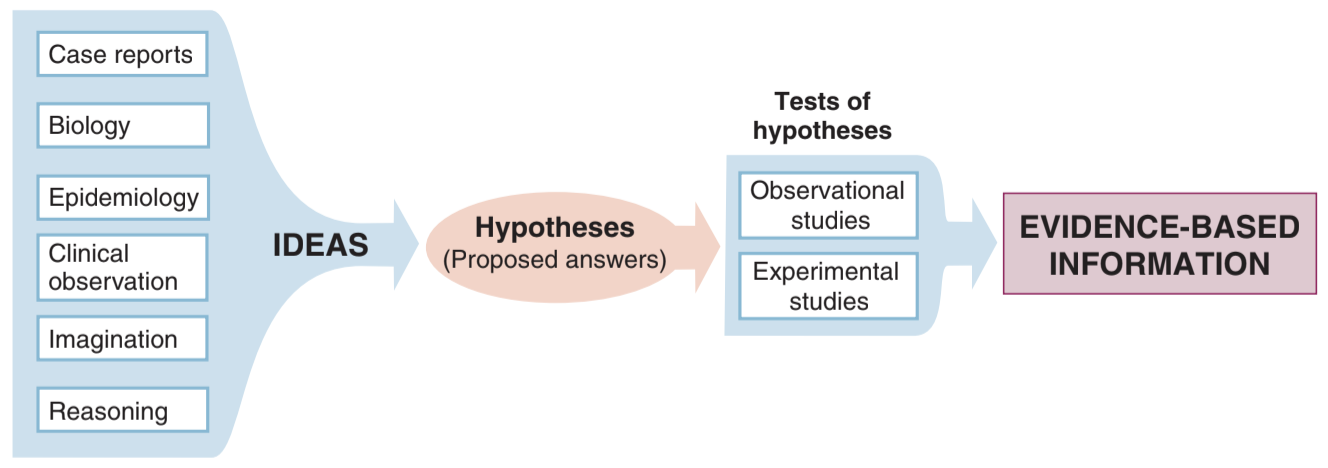 Case reports
Biology
Epidemiology
Clinical
observation
Imagination
Reasoning
IDEAS
Hypotheses
(Proposed answers)
Tests of
hypotheses
Observational
studies
Experimental
studies
EVIDENCE-BASED
INFORMATION